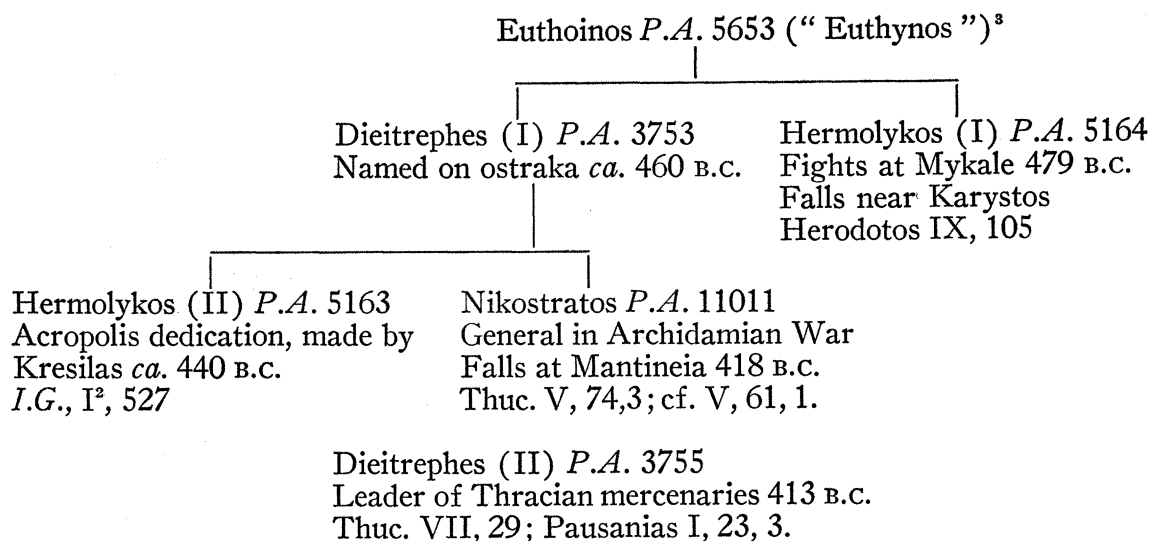 Euthoinos P.A. 5653 (“ Euthynos ”)³
Dieitrephes (I) P.A. 3753
Named on ostraka ca. 460 B.C.
Hermolykos (I) P.A. 5164
Fights at Mykale 479 B.C.
Falls near Karystos
Herodotos IX, 105
Hermolykos (II) P.A. 5163
Acropolis dedication, made by
Kresilas ca. 440 B.C.
I.G., I², 527
Nikostratos P.A. 11011
General in Archidamian War
Falls at Mantineia 418 B.C.
Thuc. V, 74,3; cf. V, 61, 1.
Dieitrephes (II) P.A. 3755
Leader of Thracian mercenaries 413 B.C.
Thuc. VII, 29; Pausanias I, 23, 3.